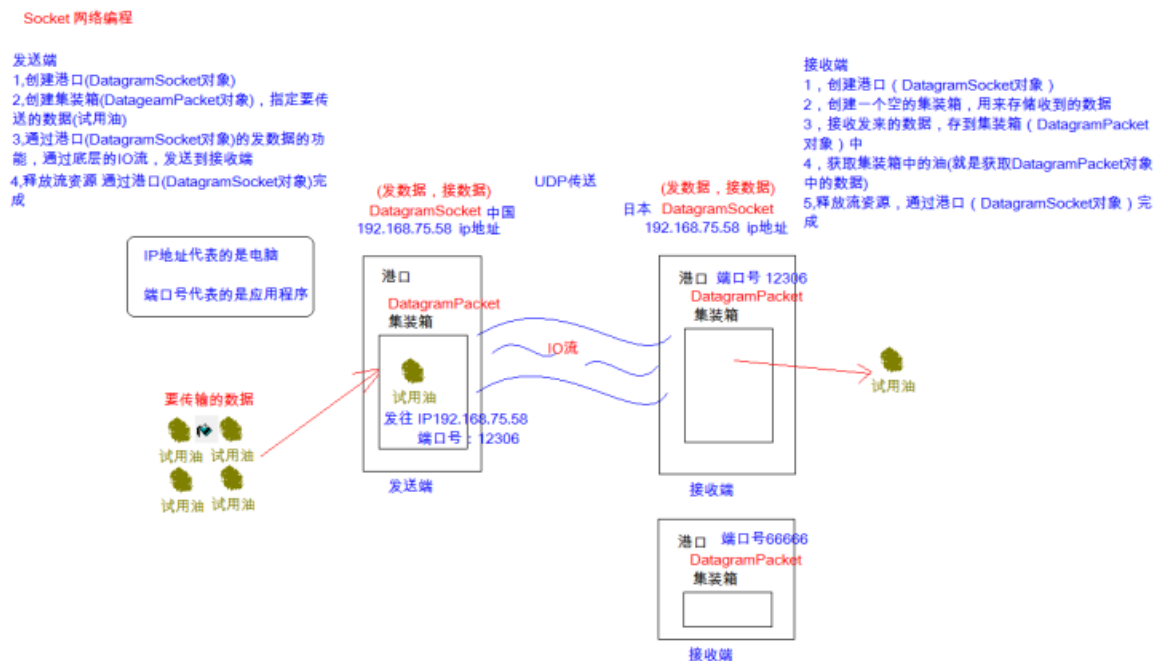 Socket 网络编程
发送端
1,创建港口(DatagramSocket对象)
2,创建集装箱(DatageamPacket对象)，指定要传
送的数据(试用油)
3,通过港口(DatagramSocket对象)的发数据的功
能，通过底层的IO流，发送到接收端
4,释放流资源 通过港口(DatagramSocket对象)完
成
接收端
1，创建港口（DatagramSocket对象）
2，创建一个空的集装箱，用来存储收到的数据
3，接收发来的数据，存到集装箱（DatagramPacket
对象）中
4，获取集装箱中的油(就是获取DatagramPacket对象
中的数据)
5,释放流资源，通过港口（DatagramSocket对象）完
成
IP地址代表的是电脑
端口号代表的是应用程序
(发数据，接数据)
DatagramSocket 中国
192.168.75.58 ip地址
UDP传送
(发数据，接数据)
日本 DatagramSocket
192.168.75.58 ip地址
港口
DatagramPacket
集装箱
试用油
发往 IP192.168.75.58
端口号：12306
发送端
IO流
港口 端口号 12306
DatagramPacket
集装箱
接收端
试用油
要传输的数据
试用油 试用油
试用油 试用油
港口 端口号66666
DatagramPacket
集装箱
接收端